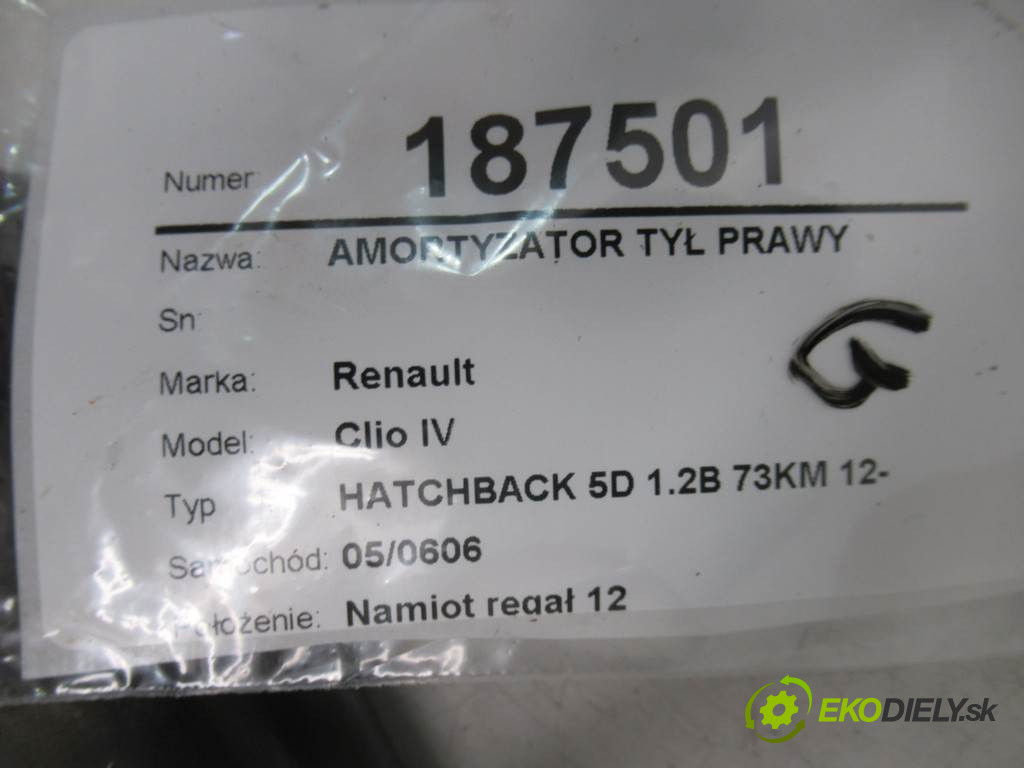 Numer 187501
Nazwa: AMORTYZATOR TYŁ PRAWY
Sn
Marka: Renault
Model: Clio IV
Typ HATCHBACK 5D 1.2B 73KM 12-
Samochód: 05/0606
Położenie: Namiot regał 12
EKODIELY.sk